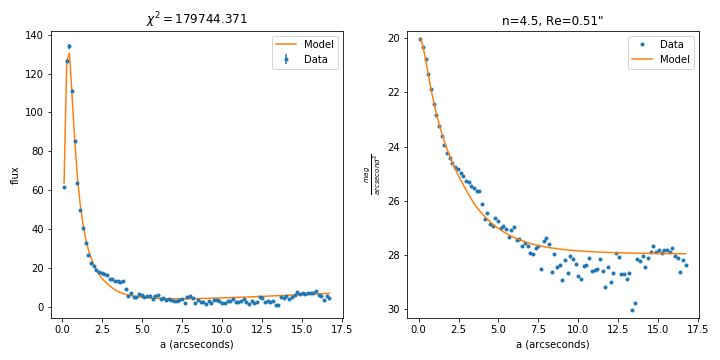 χ² = 179744.371
140
120
100
80
60
40
20
0
flux
Model
Data
0.0 2.5 5.0 7.5 10.0 12.5 15.0 17.5
a (arcseconds)
n=4.5, Re=0.51"
20
22
24
26
28
30
mag
arcsecond²
Data
Model
0.0 2.5 5.0 7.5 10.0 12.5 15.0 17.5
a (arcseconds)